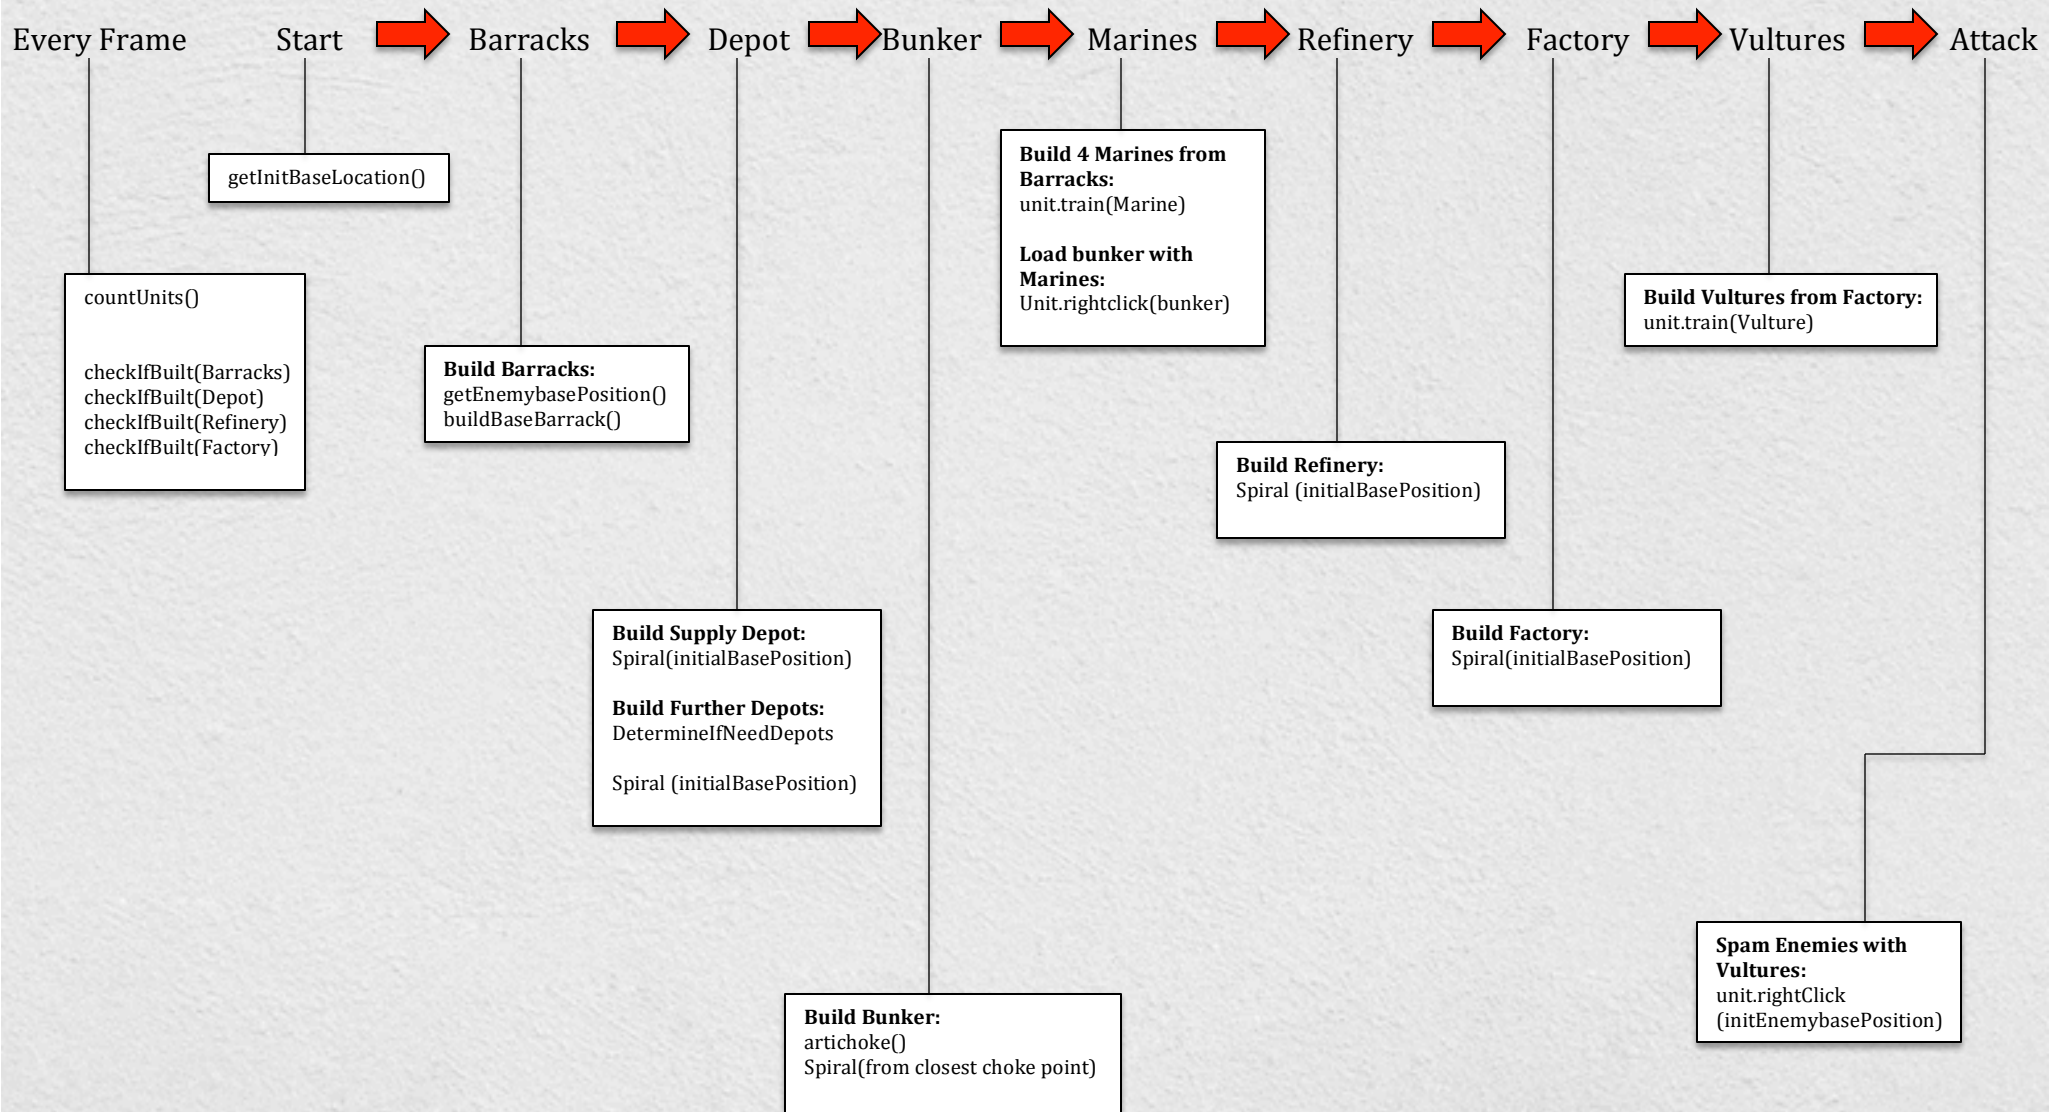 Every Frame
Start
Barracks
Depot
Bunker
Marines
Refinery
Factory
Vultures
Attack
getInitBaseLocation()
countUnits()
checkIfBuilt(Barracks)
checkIfBuilt(Depot)
checkIfBuilt(Refinery)
checkIfBuilt(Factory)
Build Barracks:
getEnemybasePosition()
buildBaseBarrack()
Build Supply Depot:
Spiral(initialBasePosition)
Build Further Depots:
DetermineIfNeedDepots
Spiral (initialBasePosition)
Build Bunker:
artichoke()
Spiral(from closest choke point)
Build 4 Marines from
Barracks:
unit.train(Marine)
Load bunker with
Marines:
Unit.rightclick(bunker)
Build Refinery:
Spiral (initialBasePosition)
Build Factory:
Spiral(initialBasePosition)
Build Vultures from Factory:
unit.train(Vulture)
Spam Enemies with
Vultures:
unit.rightClick
(initEnemybasePosition)